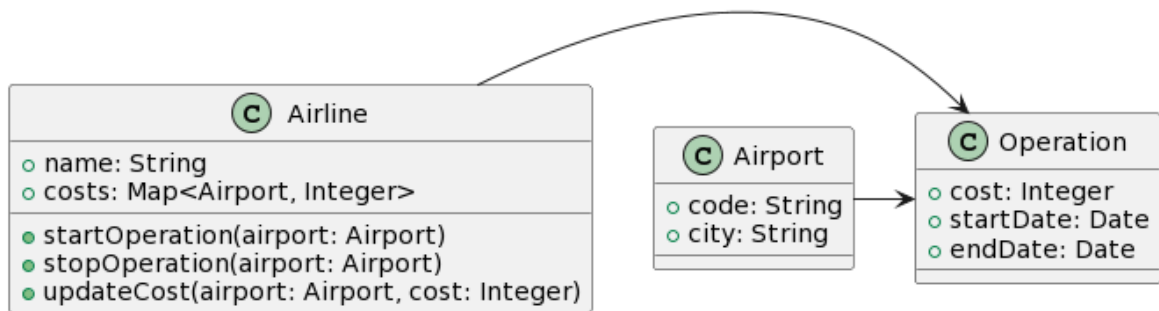 C Airline
name: String
costs: Map<Airport, Integer>
startOperation(airport: Airport)
stopOperation(airport: Airport)
updateCost(airport: Airport, cost: Integer)
C Airport
code: String
city: String
C Operation
cost: Integer
startDate: Date
endDate: Date